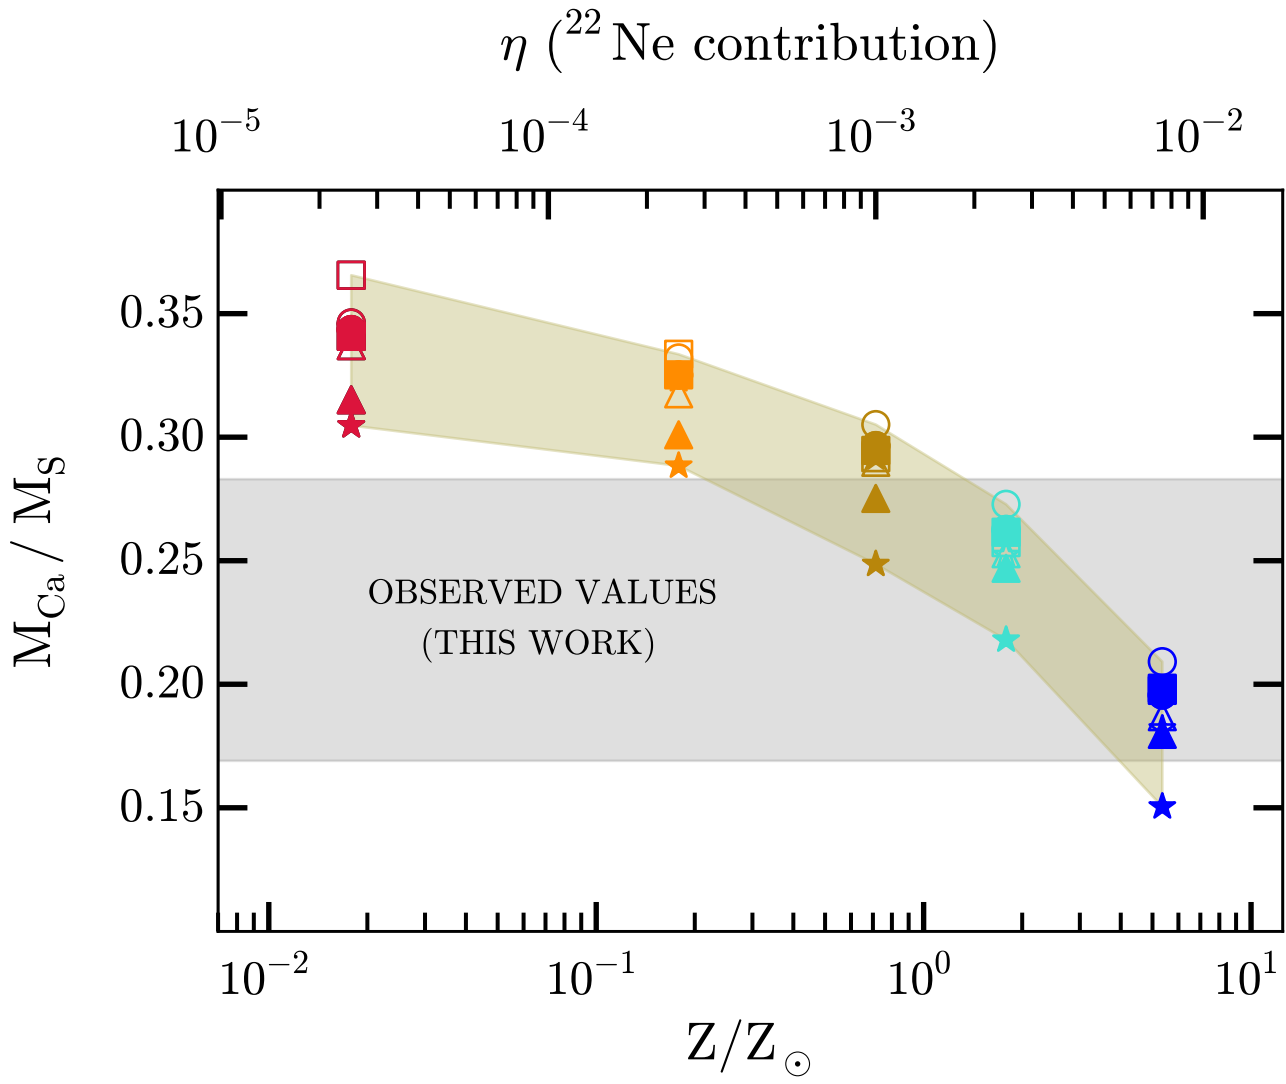 η (²² Ne contribution)
10⁻⁵ 10⁻⁴ 10⁻³ 10⁻²
M_Ca / M_S
0.35
0.30
0.25
0.20
0.15
OBSERVED VALUES
(THIS WORK)
10⁻² 10⁻¹ 10⁰ 10¹
Z/Z_⊙